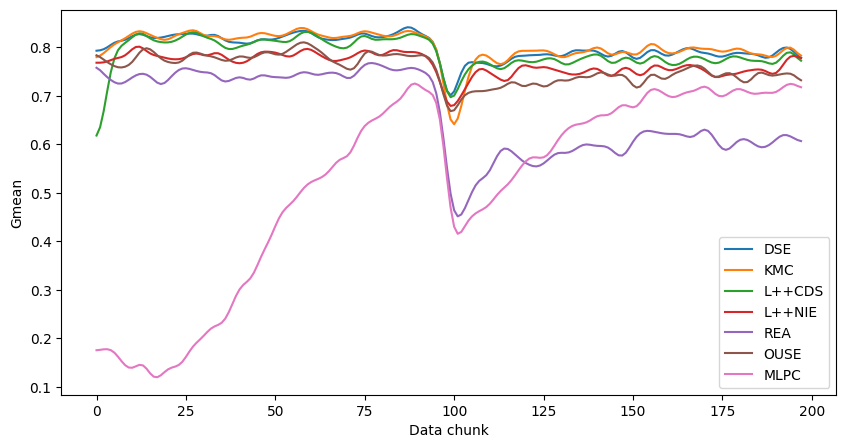 0.8
0.7
0.6
0.5
0.4
0.3
0.2
0.1
Gmean
0 25 50 75 100 125 150 175 200
Data chunk
DSE
KMC
L++CDS
L++NIE
REA
OUSE
MLPC